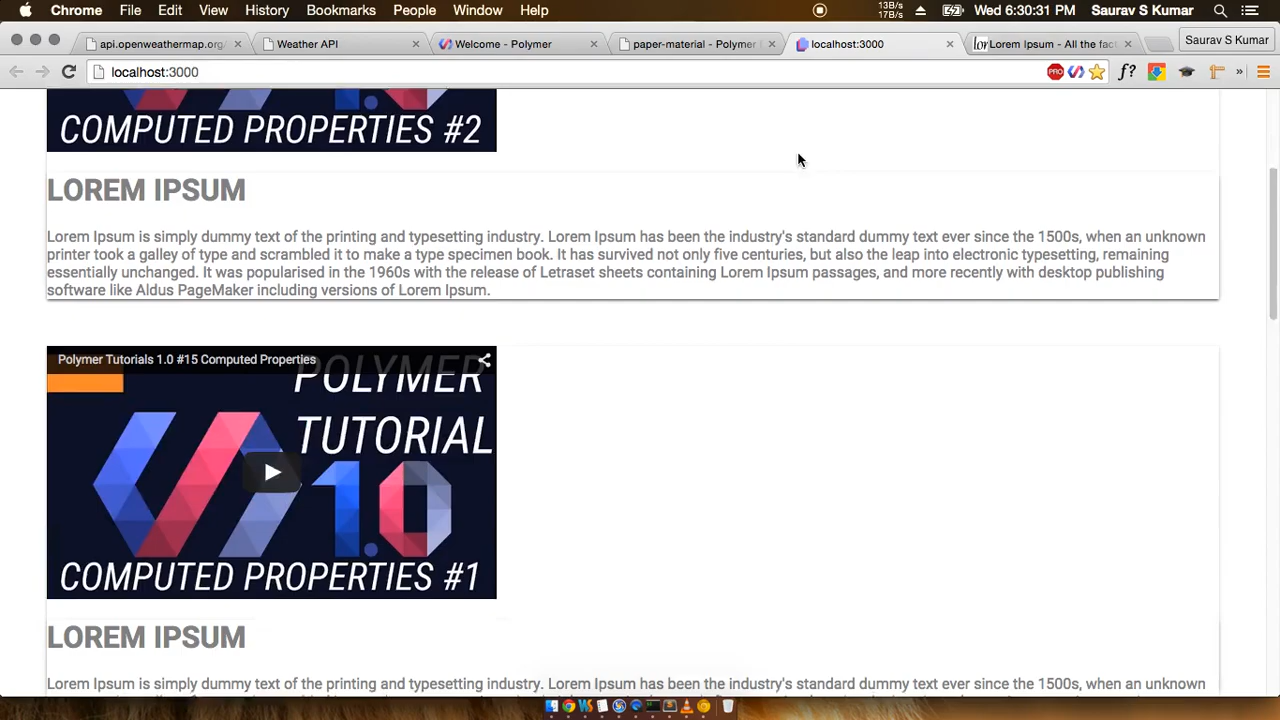 Chrome File Edit View History Bookmarks People Window Help 13B/s 17B/s Wed 6:30:31 PM Saurav S Kumar
api.openweathermap.org/ Weather API Welcome - Polymer paper-material - Polymer localhost:3000 Lorem Ipsum - All the fact Saurav S Kumar
localhost:3000 PRO f? »
COMPUTED PROPERTIES #2
LOREM IPSUM
Lorem Ipsum is simply dummy text of the printing and typesetting industry. Lorem Ipsum has been the industry's standard dummy text ever since the 1500s, when an unknown
printer took a galley of type and scrambled it to make a type specimen book. It has survived not only five centuries, but also the leap into electronic typesetting, remaining
essentially unchanged. It was popularised in the 1960s with the release of Letraset sheets containing Lorem Ipsum passages, and more recently with desktop publishing
software like Aldus PageMaker including versions of Lorem Ipsum.
Polymer Tutorials 1.0 #15 Computed Properties
POLYMER
TUTORIAL
1.0
COMPUTED PROPERTIES #1
LOREM IPSUM
Lorem Ipsum is simply dummy text of the printing and typesetting industry. Lorem Ipsum has been the industry's standard dummy text ever since the 1500s, when an unknown